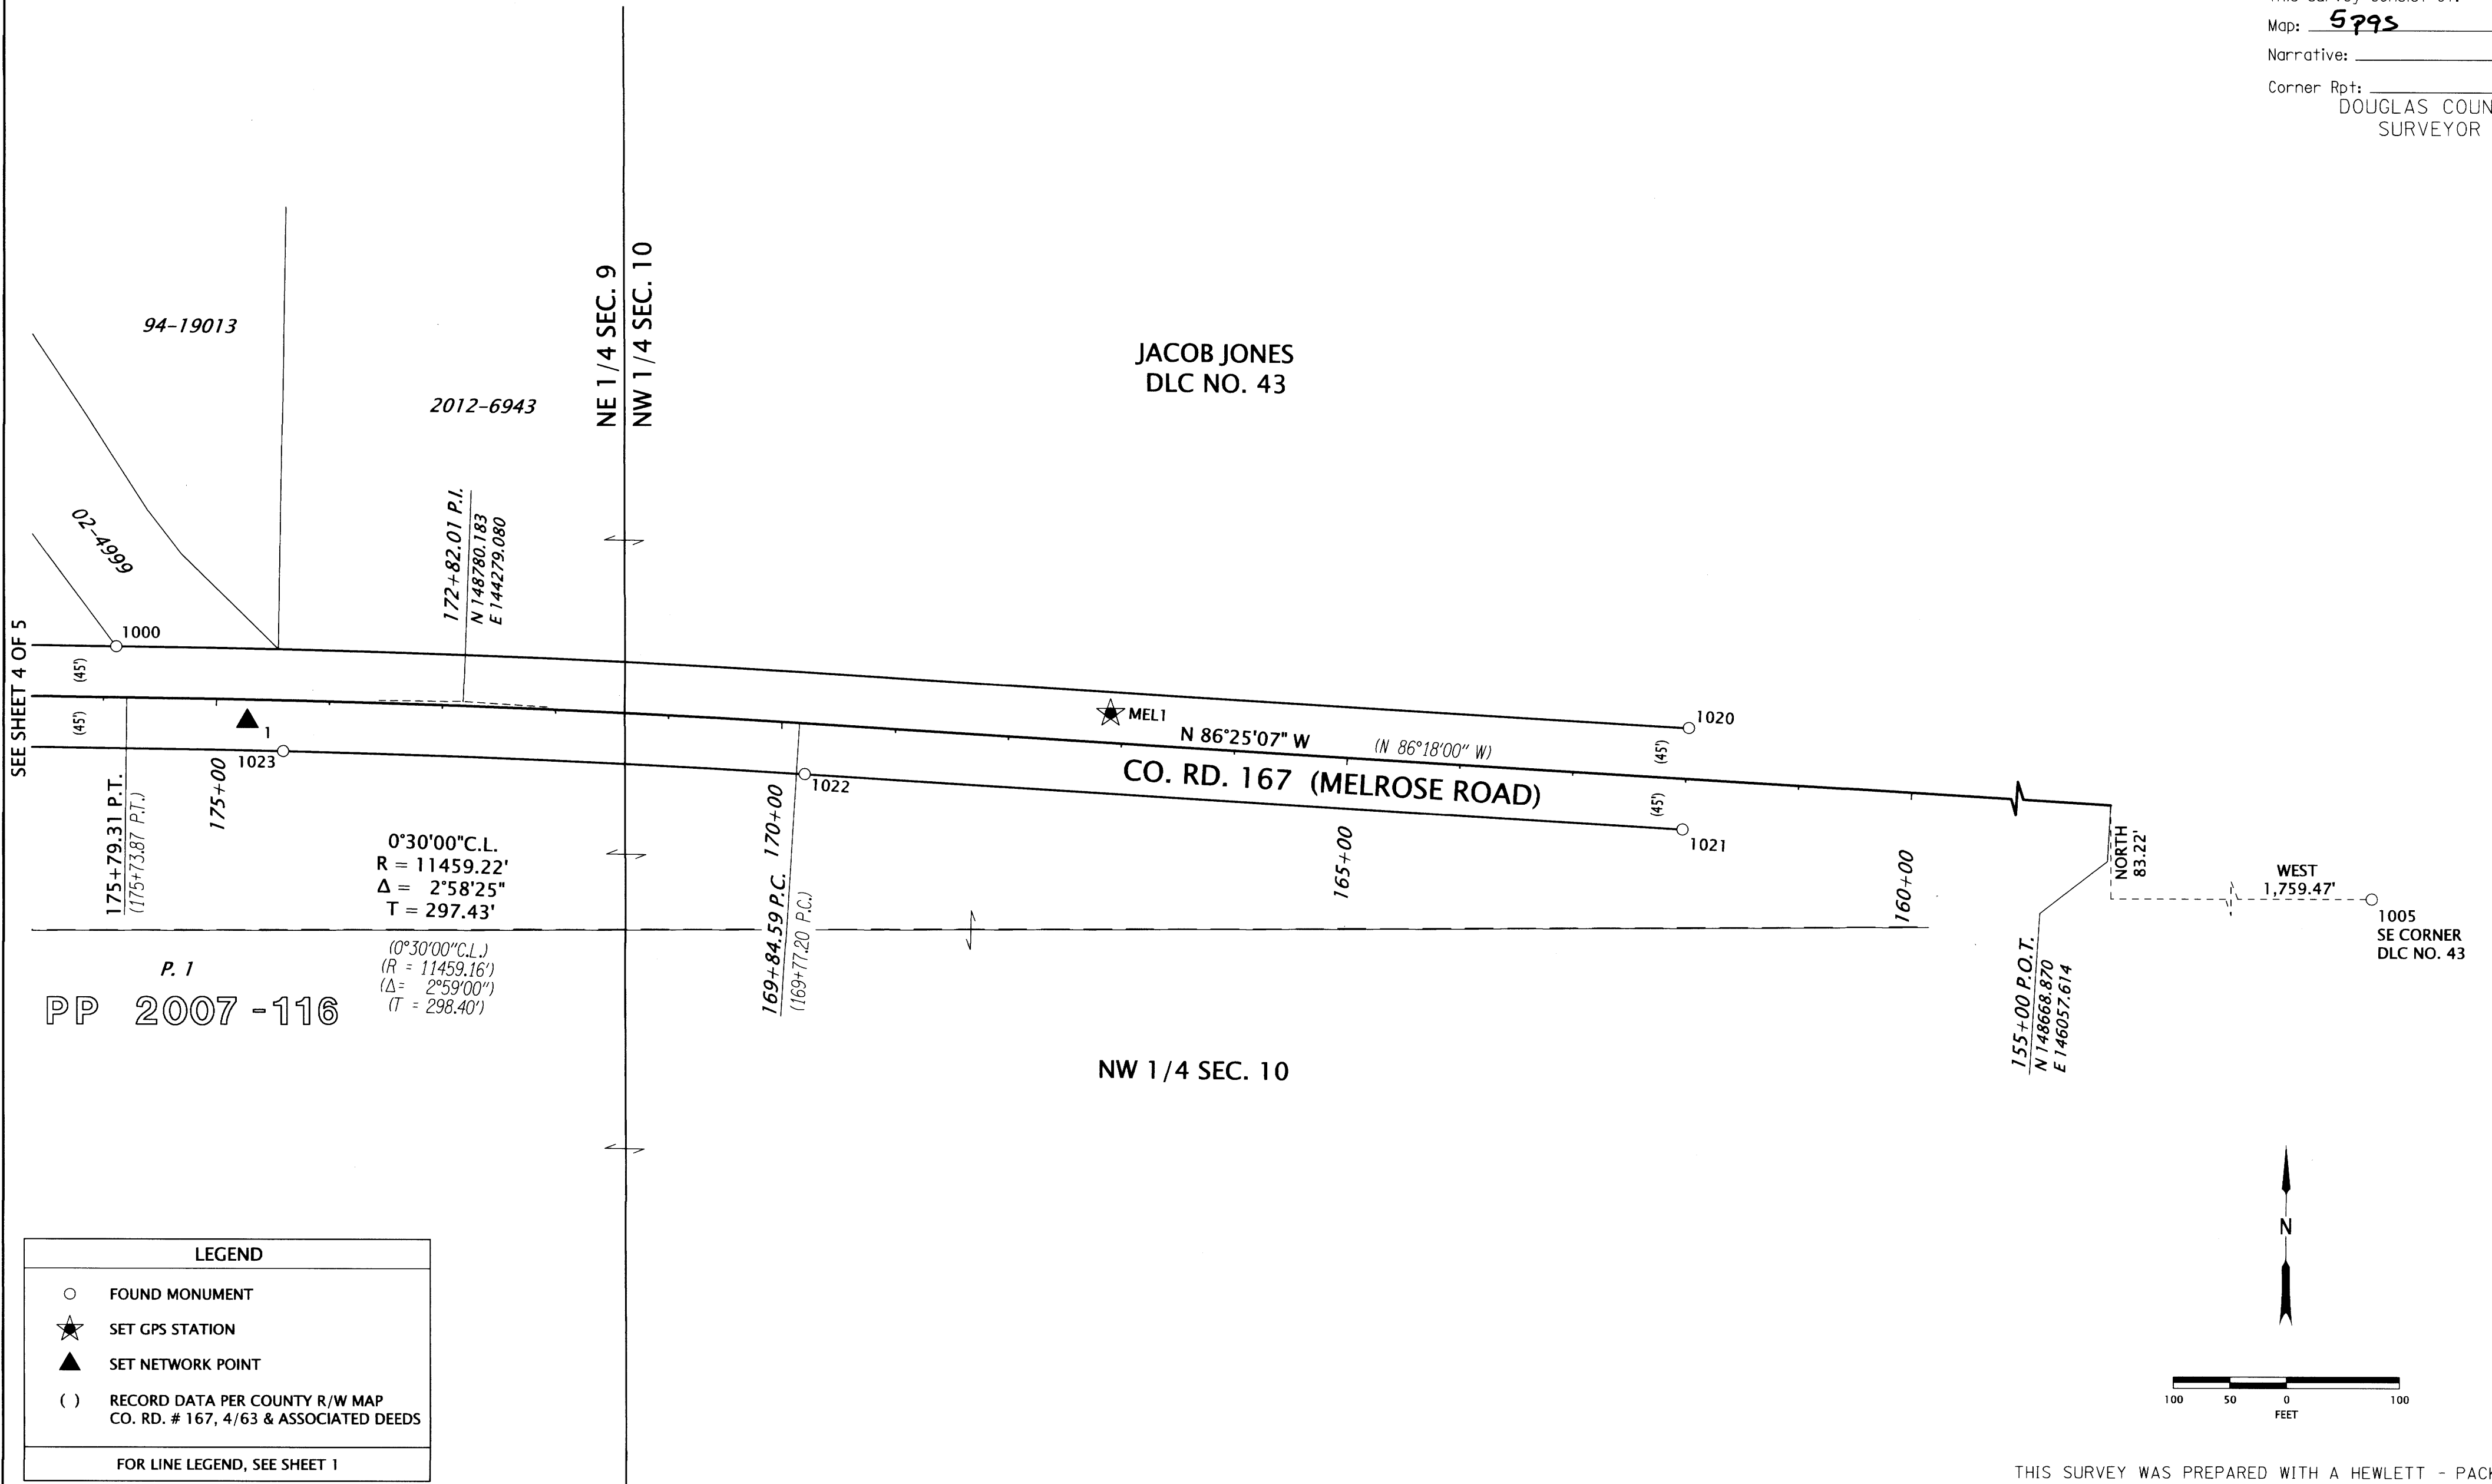 Map: 5pgs
Narrative:
Corner Rpt:
DOUGLAS COUN
SURVEYOR
NE 1/4 SEC. 9
NW 1/4 SEC. 10
94-19013
2012-6943
JACOB JONES
DLC NO. 43
02-4999
172+82.01 P.I.
N 148780.183
E 144279.080
SEE SHEET 4 OF 5
1000
(45')
(45')
1
1023
175+79.31 P.T.
(175+73.87 P.T.)
175+00
MEL1
1020
N 86°25'07" W
(N 86°18'00" W)
(45')
CO. RD. 167 (MELROSE ROAD)
(45')
1022
1021
0°30'00"C.L.
R = 11459.22'
Δ = 2°58'25"
T = 297.43'
(0°30'00"C.L.)
(R = 11459.16')
(Δ= 2°59'00")
(T = 298.40')
170+00
169+84.59 P.C.
(169+77.20 P.C.)
165+00
160+00
NORTH
83.22'
WEST
1,759.47'
1005
SE CORNER
DLC NO. 43
155+00 P.O.T.
N 148668.870
E 146057.614
P. 1
PP 2007-116
NW 1/4 SEC. 10
LEGEND
FOUND MONUMENT
SET GPS STATION
SET NETWORK POINT
( ) RECORD DATA PER COUNTY R/W MAP
CO. RD. # 167, 4/63 & ASSOCIATED DEEDS
FOR LINE LEGEND, SEE SHEET 1
N
100 50 0 100
FEET
THIS SURVEY WAS PREPARED WITH A HEWLETT - PACK